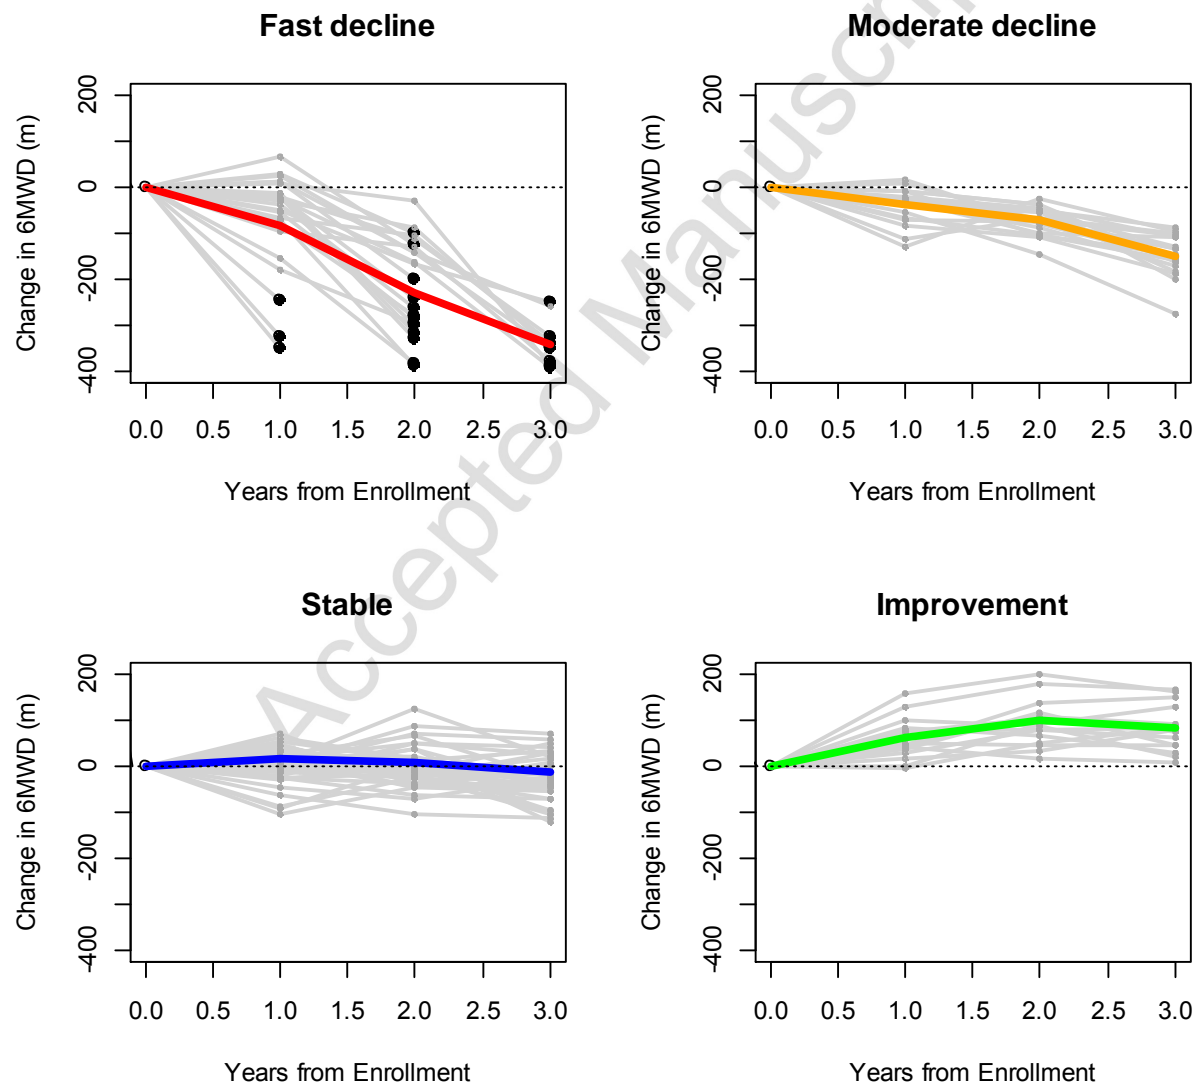 Fast decline
Change in 6MWD (m)
200
0
-200
-400
0.0 0.5 1.0 1.5 2.0 2.5 3.0
Years from Enrollment
Moderate decline
Change in 6MWD (m)
200
0
-200
-400
0.0 0.5 1.0 1.5 2.0 2.5 3.0
Years from Enrollment
Stable
Change in 6MWD (m)
200
0
-200
-400
0.0 0.5 1.0 1.5 2.0 2.5 3.0
Years from Enrollment
Improvement
Change in 6MWD (m)
200
0
-200
-400
0.0 0.5 1.0 1.5 2.0 2.5 3.0
Years from Enrollment
Accepted Manuscrip